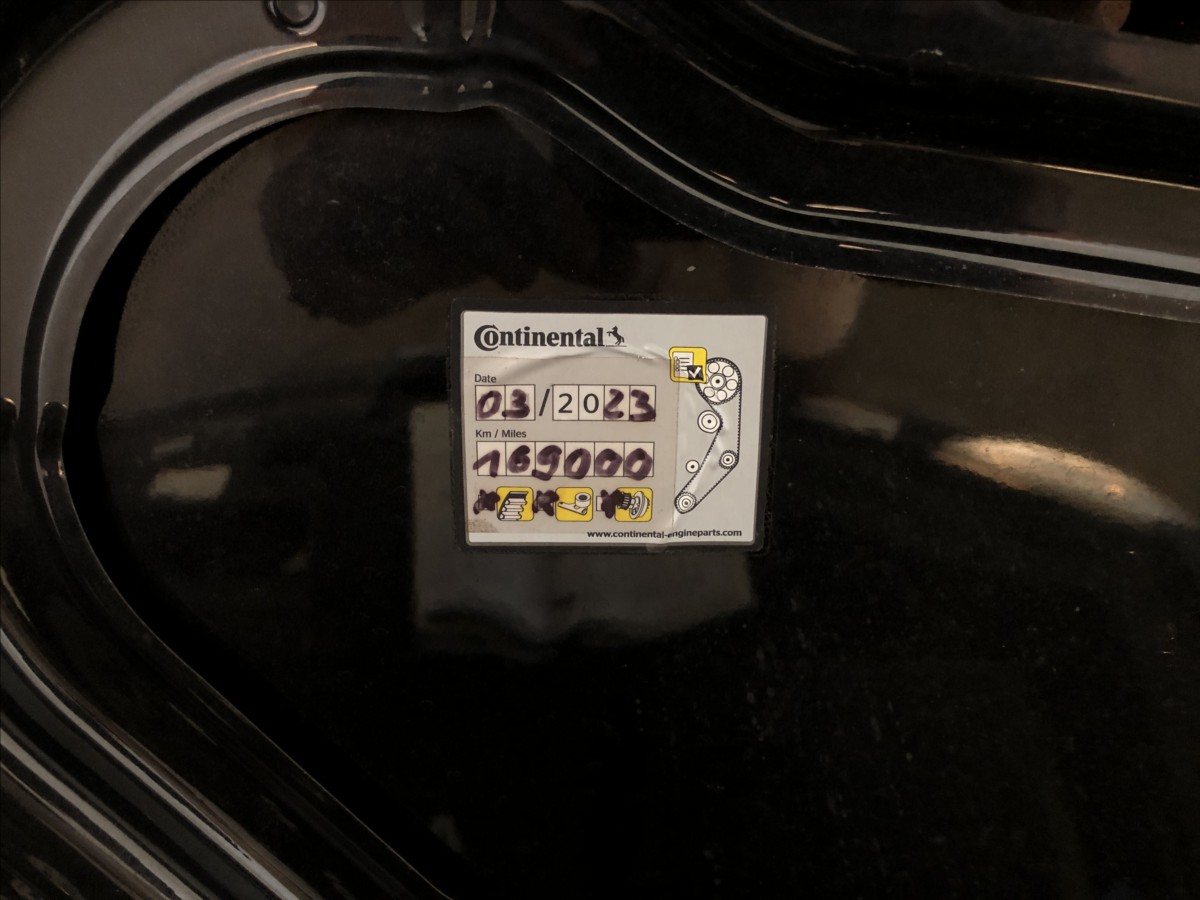 Continental
Date
03/2023
Km / Miles
169000
www.continental-engineparts.com